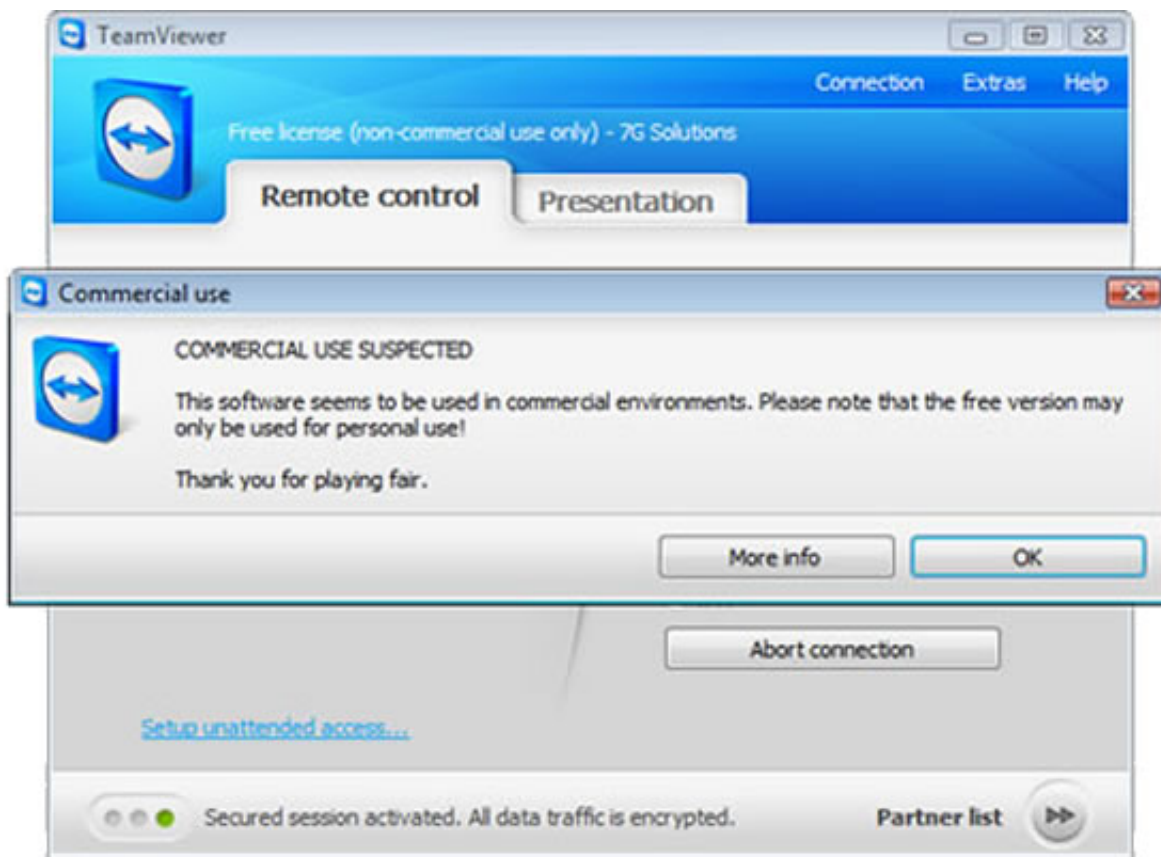 TeamViewer
Connection Extras Help
Free license (non-commercial use only) - 7G Solutions
Remote control Presentation
Commercial use
COMMERCIAL USE SUSPECTED
This software seems to be used in commercial environments. Please note that the free version may
only be used for personal use!
Thank you for playing fair.
More info OK
Abort connection
Setup unattended access...
Secured session activated. All data traffic is encrypted. Partner list